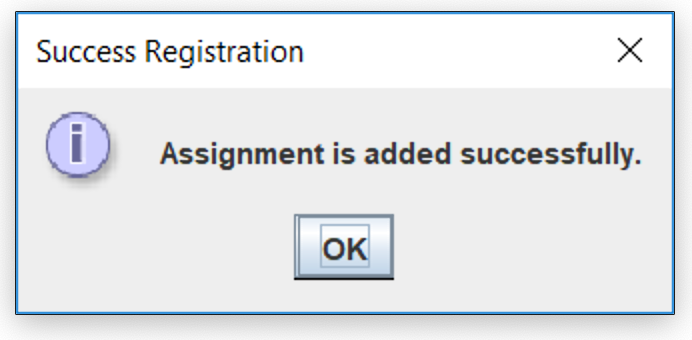 Success Registration
Assignment is added successfully.
OK